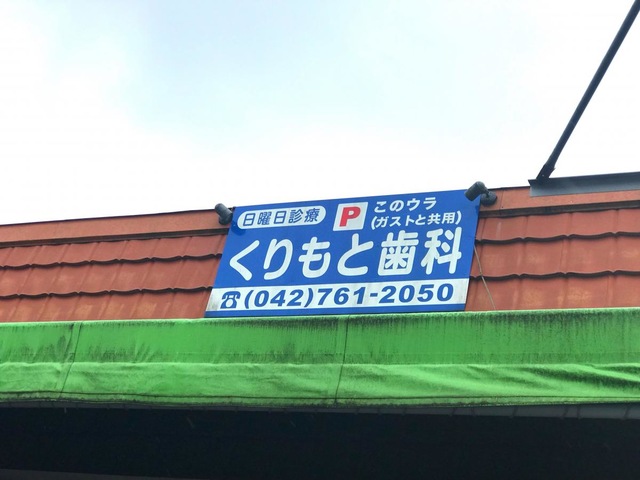 日曜日診療
P
このウラ
(ガストと共用)
くりもと歯科
☎(042)761-2050